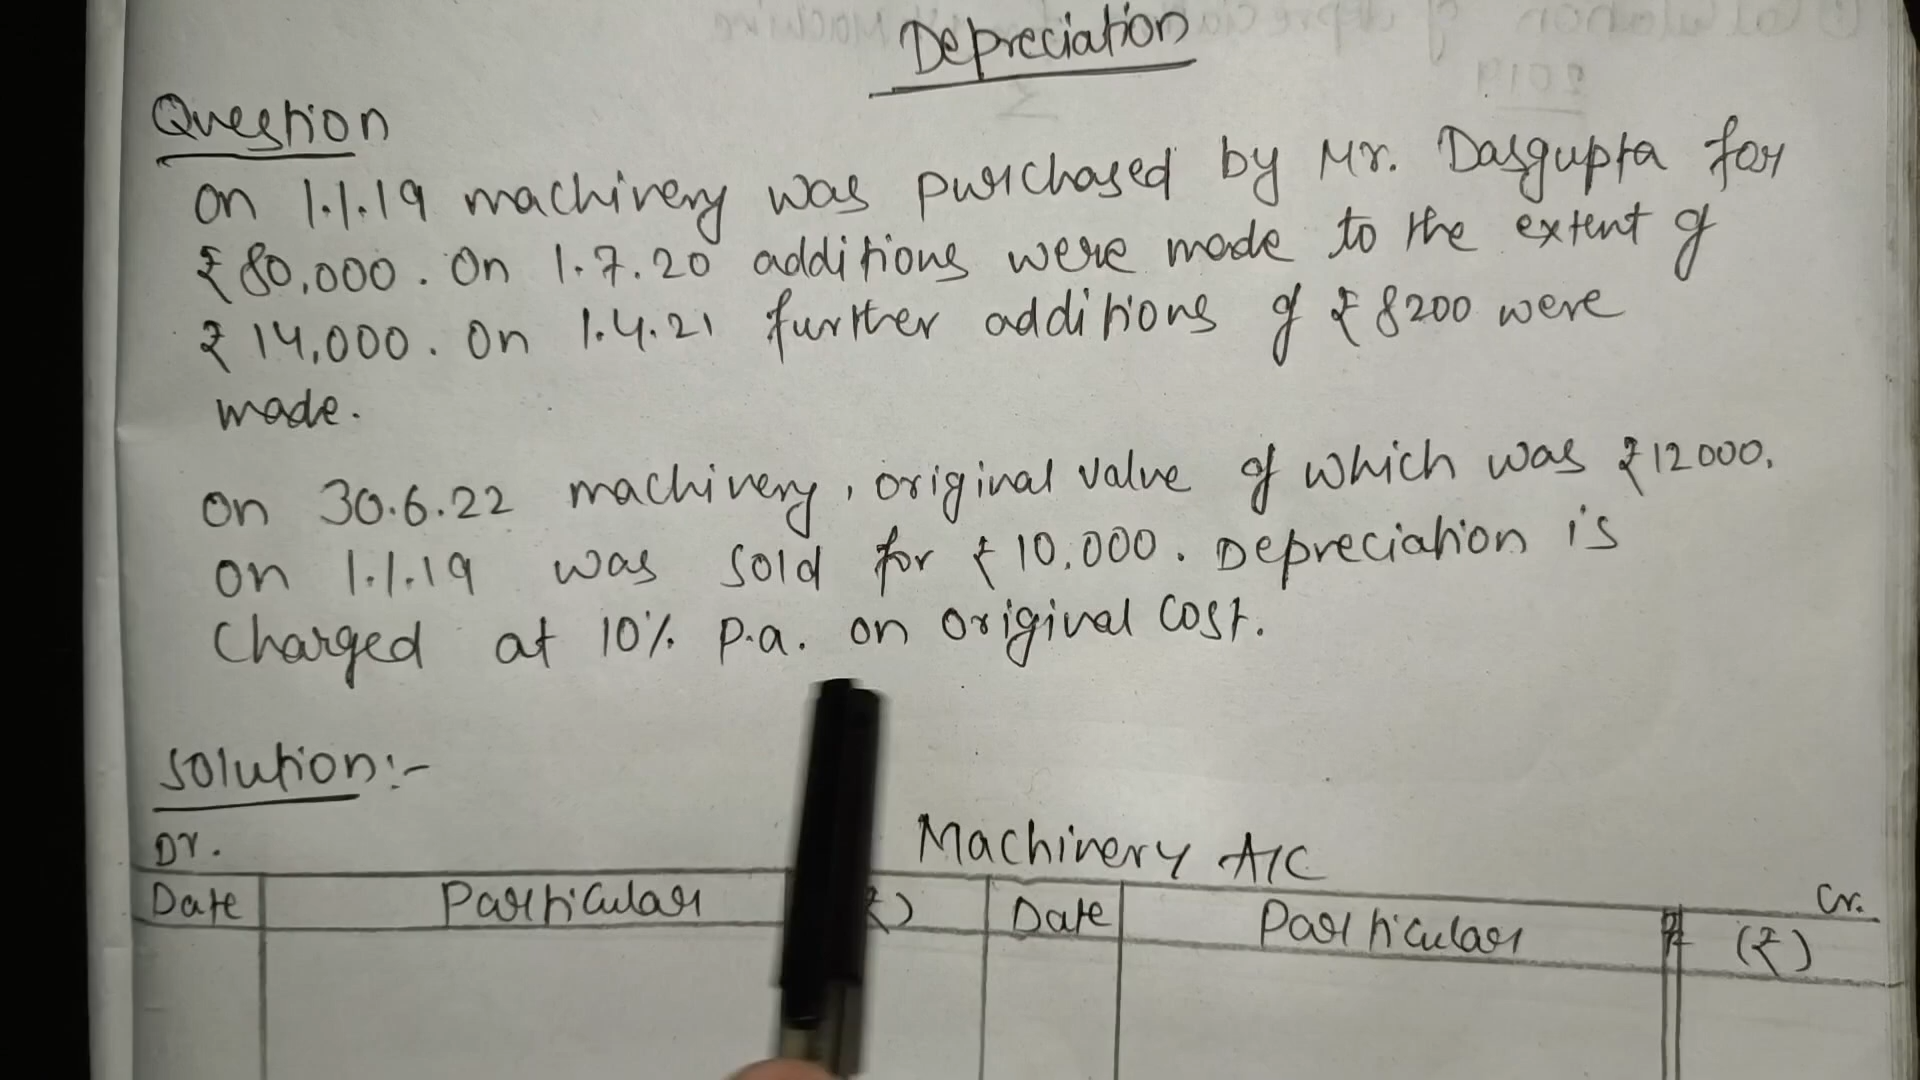 Depreciation
Question
On 1.1.19 machinery was purchased by Mr. Dasgupta for
₹80,000. On 1.7.20 additions were made to the extent of
₹14,000. On 1.4.21 further additions of ₹8200 were
made.
On 30.6.22 machinery, original value of which was ₹12000.
on 1.1.19 was sold for ₹10,000. Depreciation is
Charged at 10% p.a. on original cost.
Solution:-
Machinery A/C
Dr.
Cr.
Date Particular ₹) Date Particular (₹)